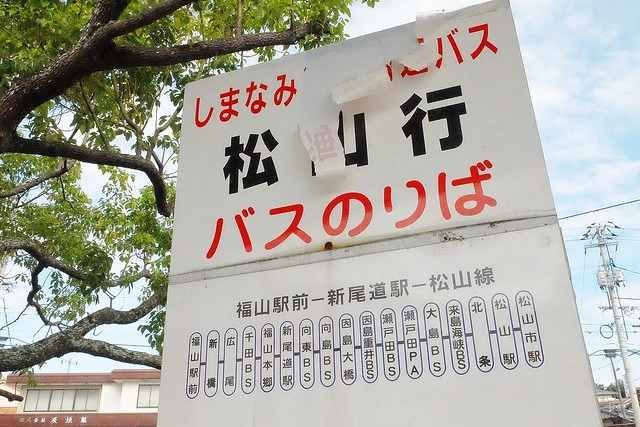 しまなみ
道バス
松山行
バスのりば
福山駅前ー新尾道駅ー松山線
福山駅前
新橋
広尾
千田BS
福山本郷
新尾道駅
向東BS
向島BS
因島大橋
因島重井BS
瀬戸田BS
瀬戸田PA
大島BS
来島海峡BS
北条
松山駅
松山市駅